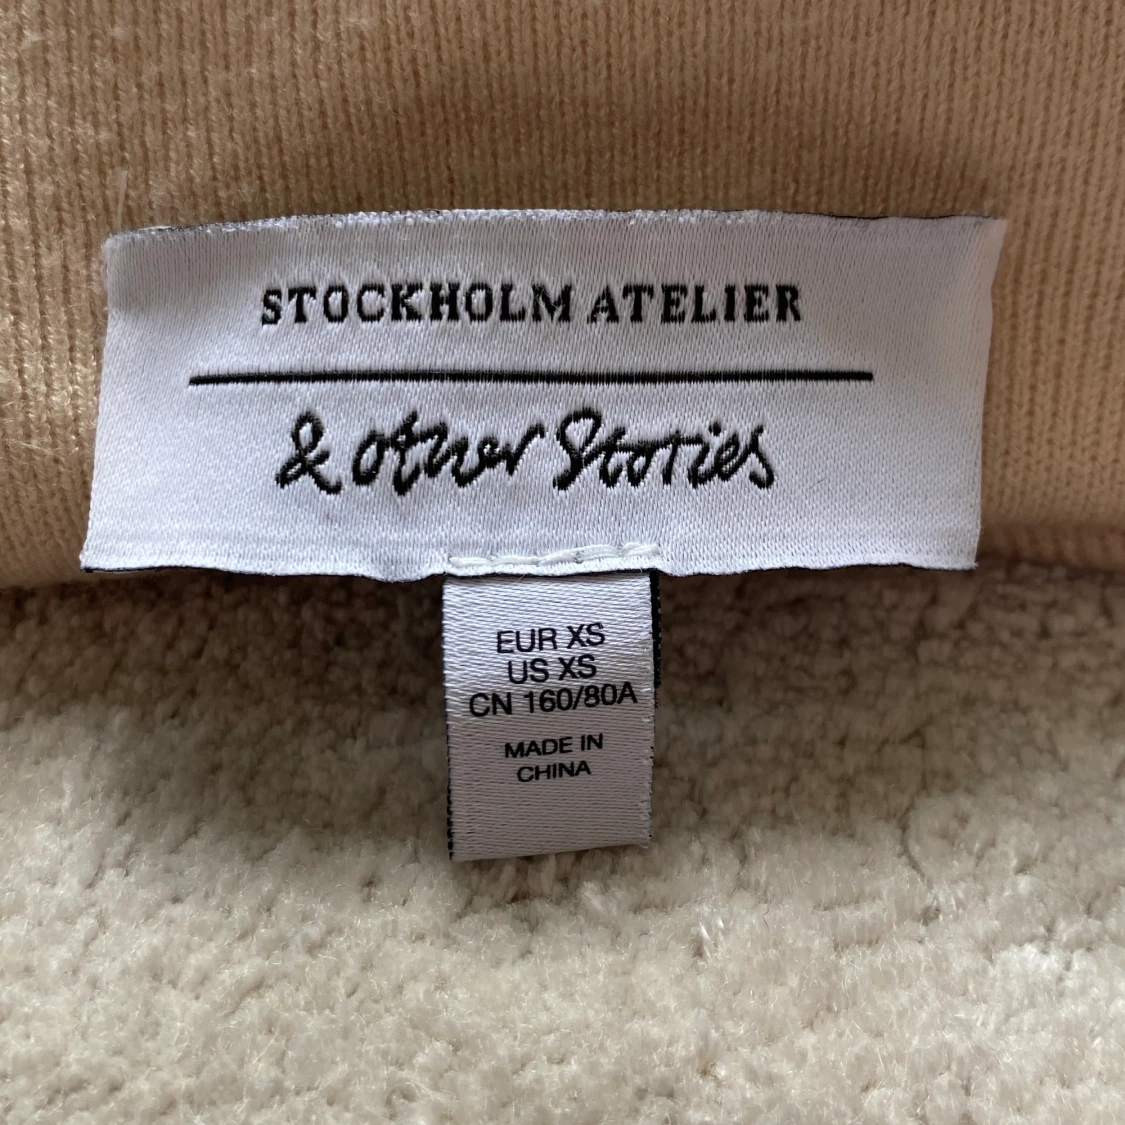 STOCKHOLM ATELIER
& other Stories
EUR XS
US XS
CN 160/80A
MADE IN
CHINA